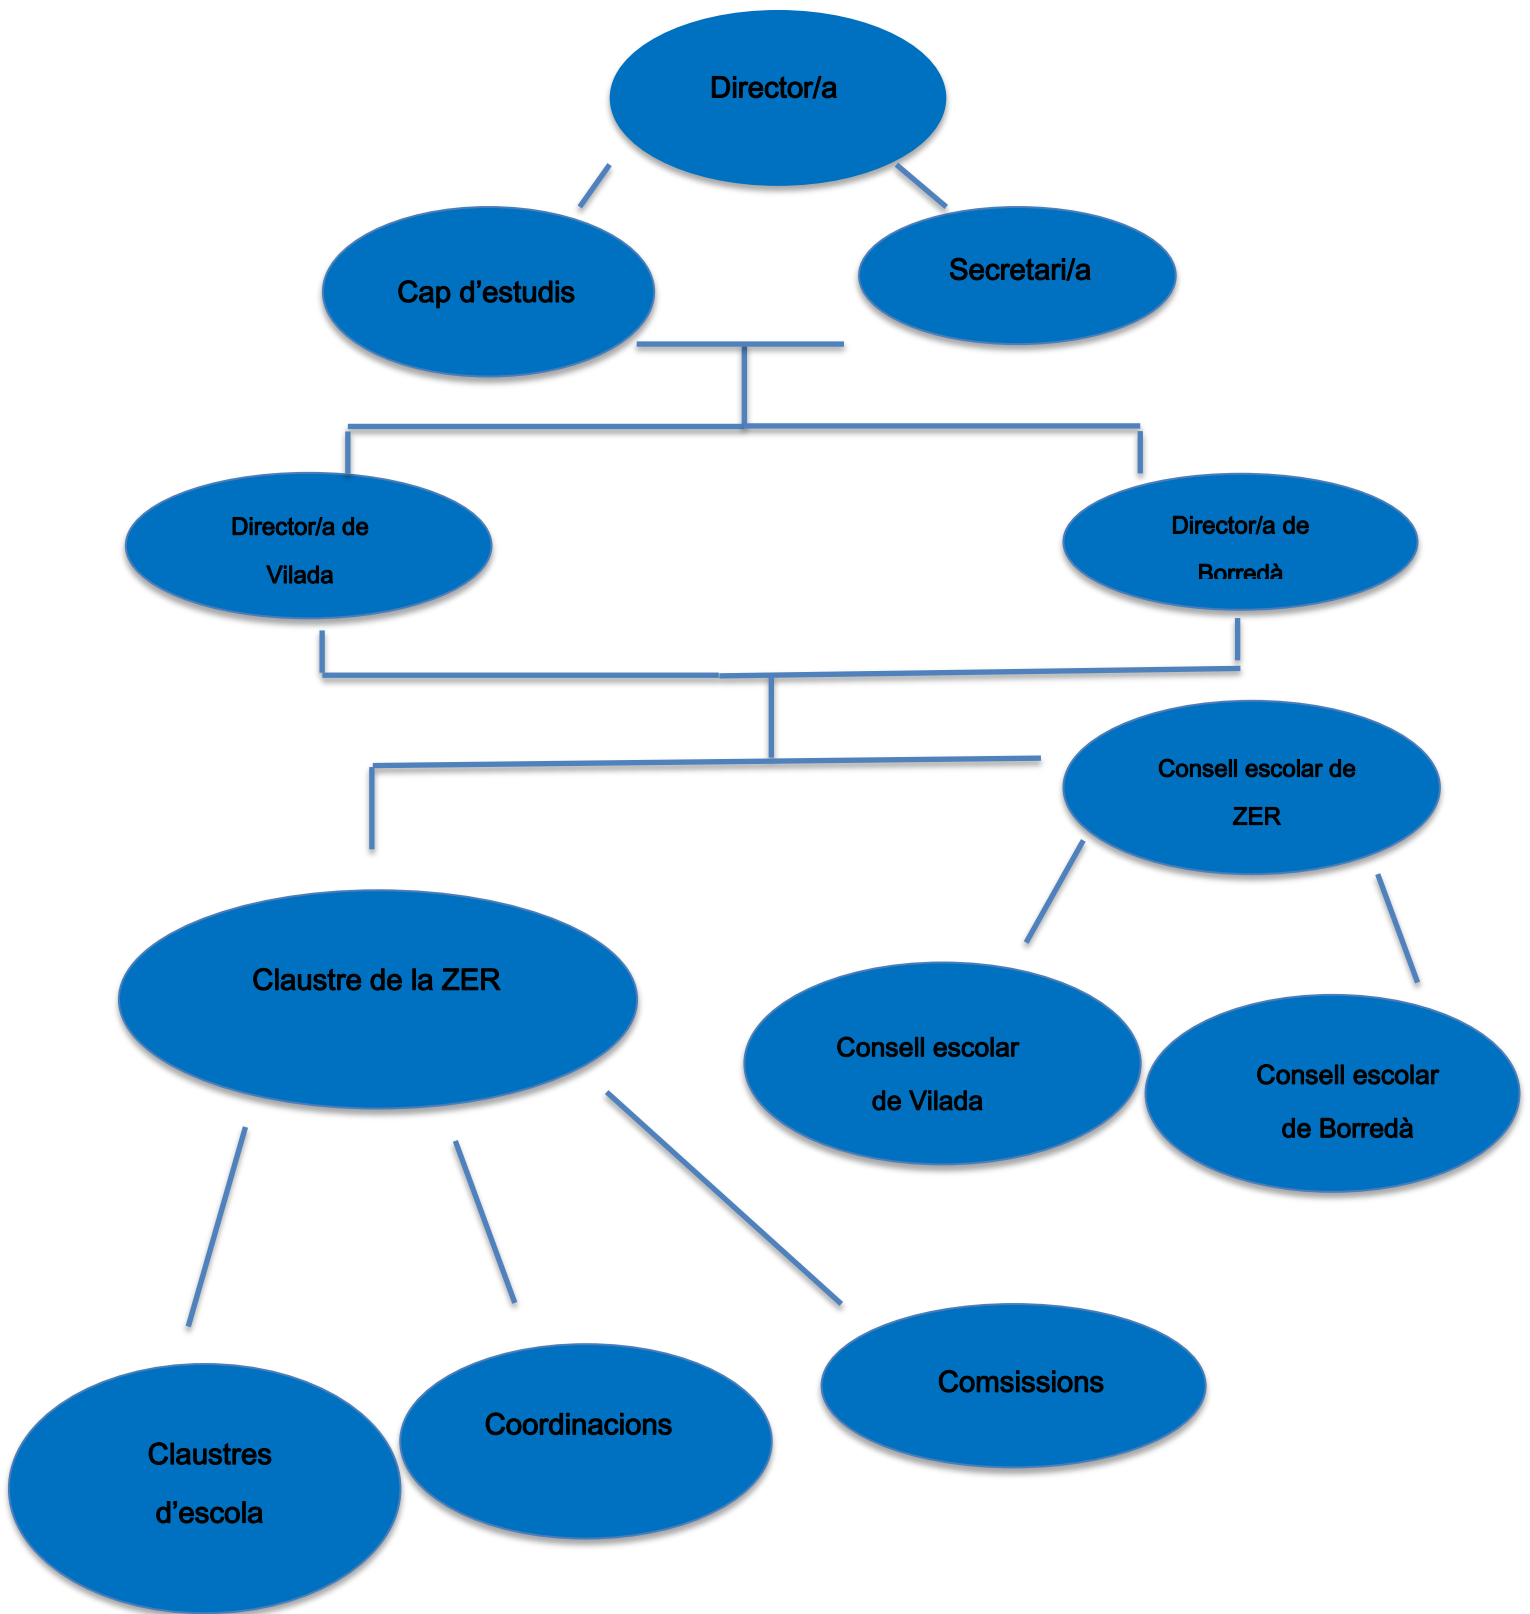 Director/a
Cap d’estudis
Secretari/a
Director/a de
Vilada
Director/a de
Borredà
Consell escolar de
ZER
Claustre de la ZER
Consell escolar
de Vilada
Consell escolar
de Borredà
Claustres
d’escola
Coordinacions
Comsissions